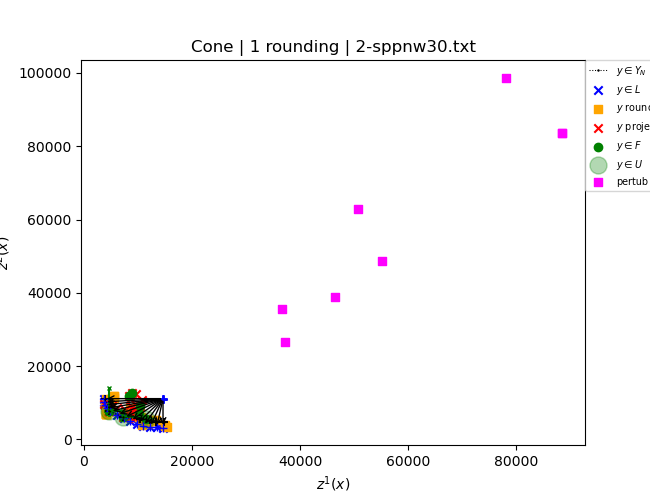 Cone | 1 rounding | 2-sppnw30.txt
100000
80000
60000
40000
20000
0
0 20000 40000 60000 80000
z¹(x)
y ∈ Y_N
y ∈ L
y roun
y proje
y ∈ F
y ∈ U
pertub